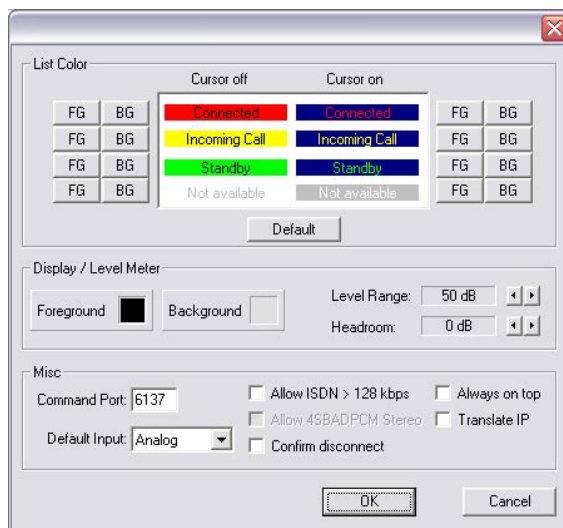 List Color
Cursor off Cursor on
FG BG Connected Connected FG BG
FG BG Incoming Call Incoming Call FG BG
FG BG Standby Standby FG BG
FG BG Not available Not available FG BG
Default
Display / Level Meter
Foreground Background Level Range: 50 dB
Headroom: 0 dB
Misc
Command Port: 6137 Allow ISDN > 128 kbps Always on top
Allow 4SBADPCM Stereo Translate IP
Default Input: Analog Confirm disconnect
OK Cancel